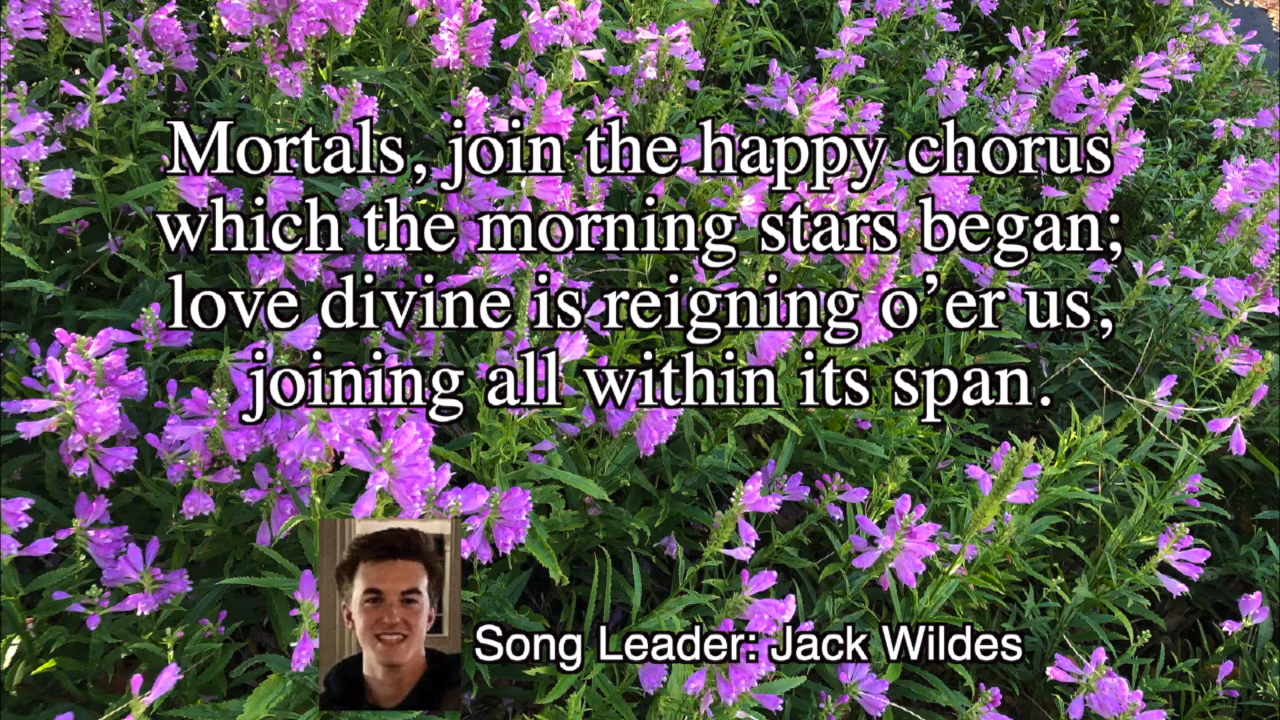 Mortals, join the happy chorus
which the morning stars began;
love divine is reigning o’er us,
joining all within its span.
Song Leader: Jack Wildes